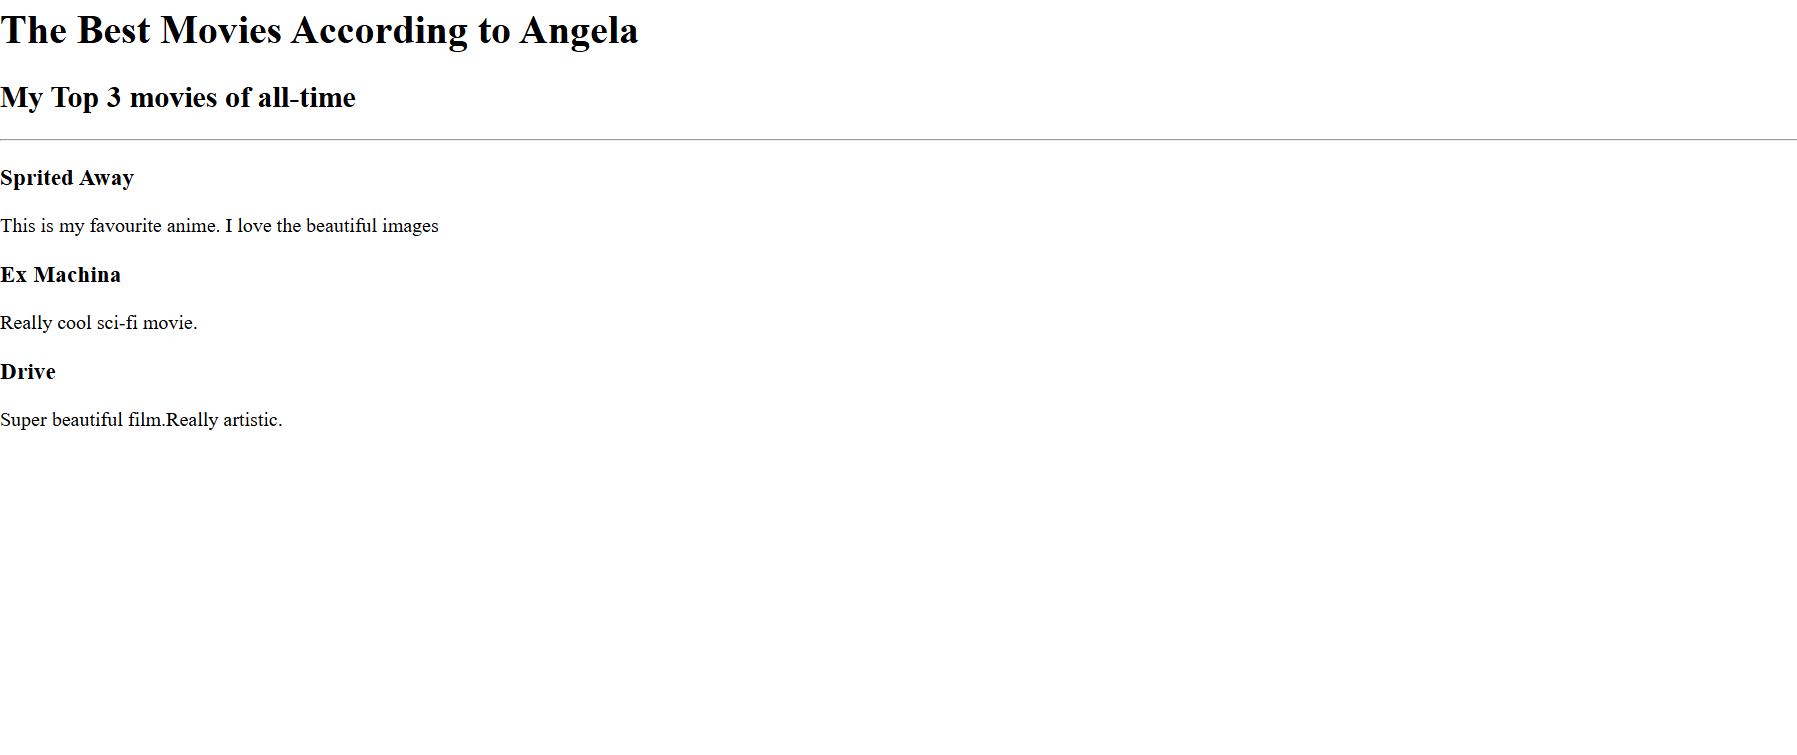 The Best Movies According to Angela
My Top 3 movies of all-time
Sprited Away
This is my favourite anime. I love the beautiful images
Ex Machina
Really cool sci-fi movie.
Drive
Super beautiful film.Really artistic.